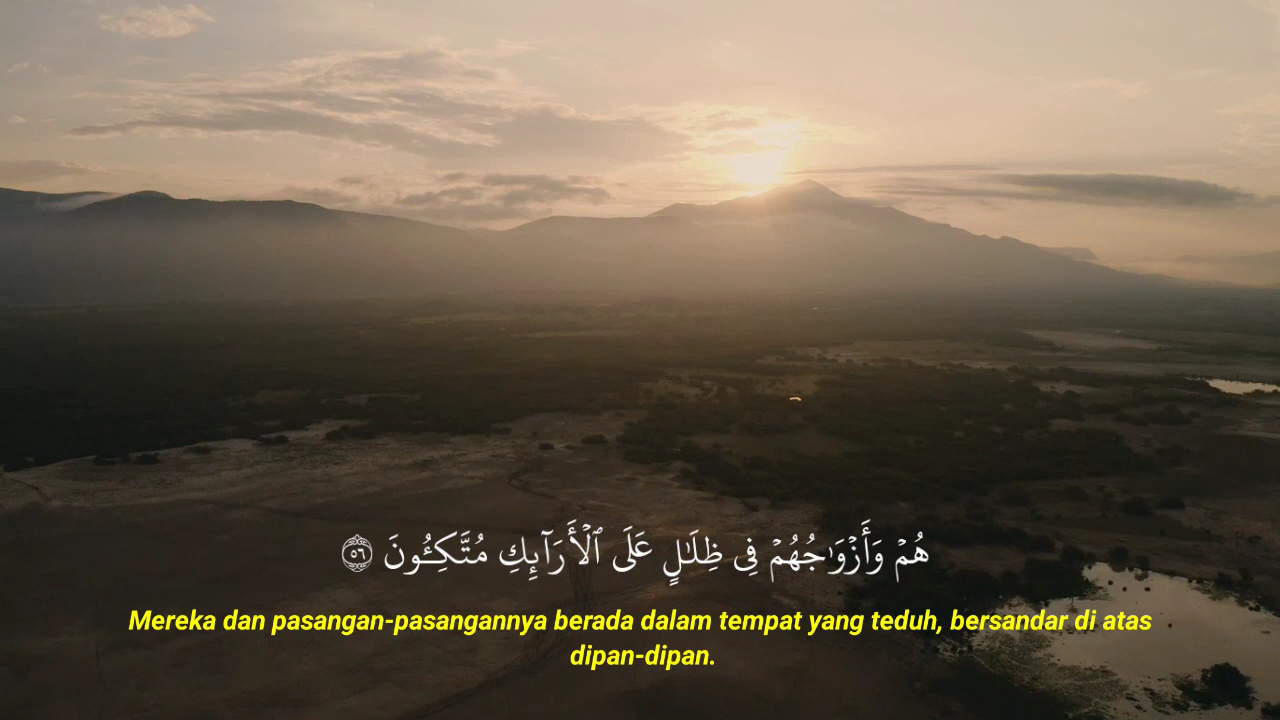 هُمْ وَأَزْوَٰجُهُمْ فِى ظِلَٰلٍ عَلَى ٱلْأَرَآئِكِ مُتَّكِـُٔونَ ٥٦
Mereka dan pasangan-pasangannya berada dalam tempat yang teduh, bersandar di atas
dipan-dipan.